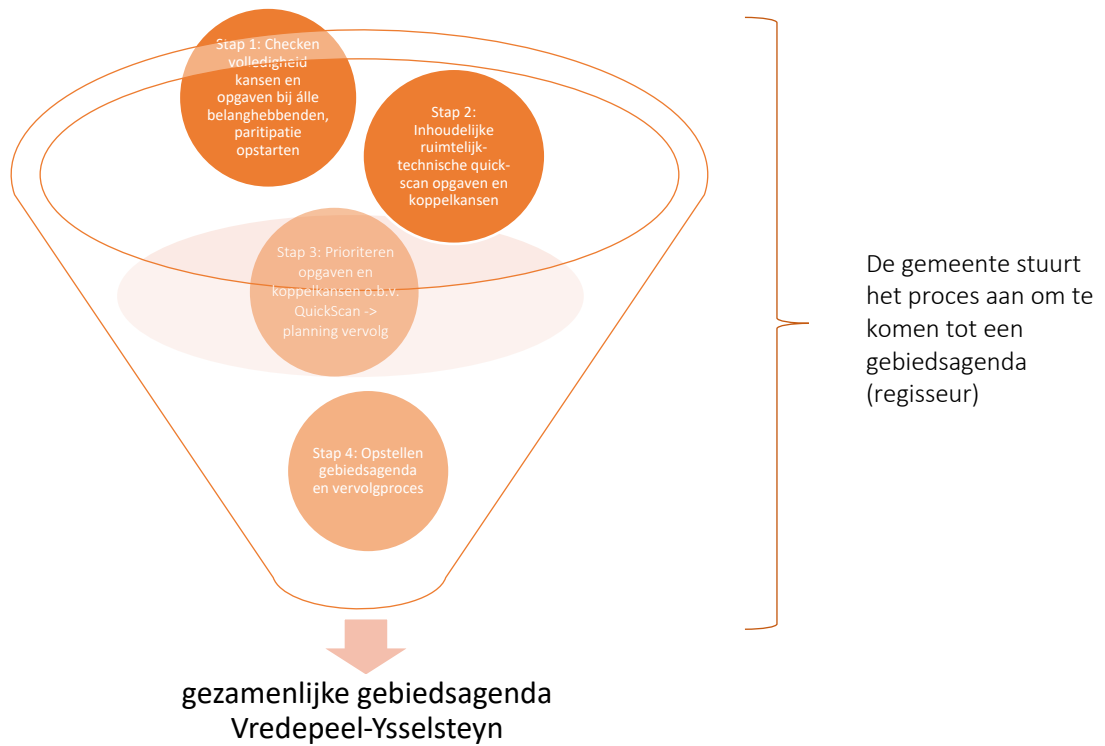 Stap 1: Checken
volledigheid
kansen en
opgaven bij álle
belanghebbenden,
paritipatie
opstarten
Stap 2:
Inhoudelijke
ruimtelijk-
technische quick-
scan opgaven en
koppelkansen
Stap 3: Prioriteren
opgaven en
koppelkansen o.b.v.
QuickScan ->
planning vervolg
Stap 4: Opstellen
gebiedsagenda
en vervolgproces
De gemeente stuurt
het proces aan om te
komen tot een
gebiedsagenda
(regisseur)
gezamenlijke gebiedsagenda
Vredepeel-Ysselsteyn